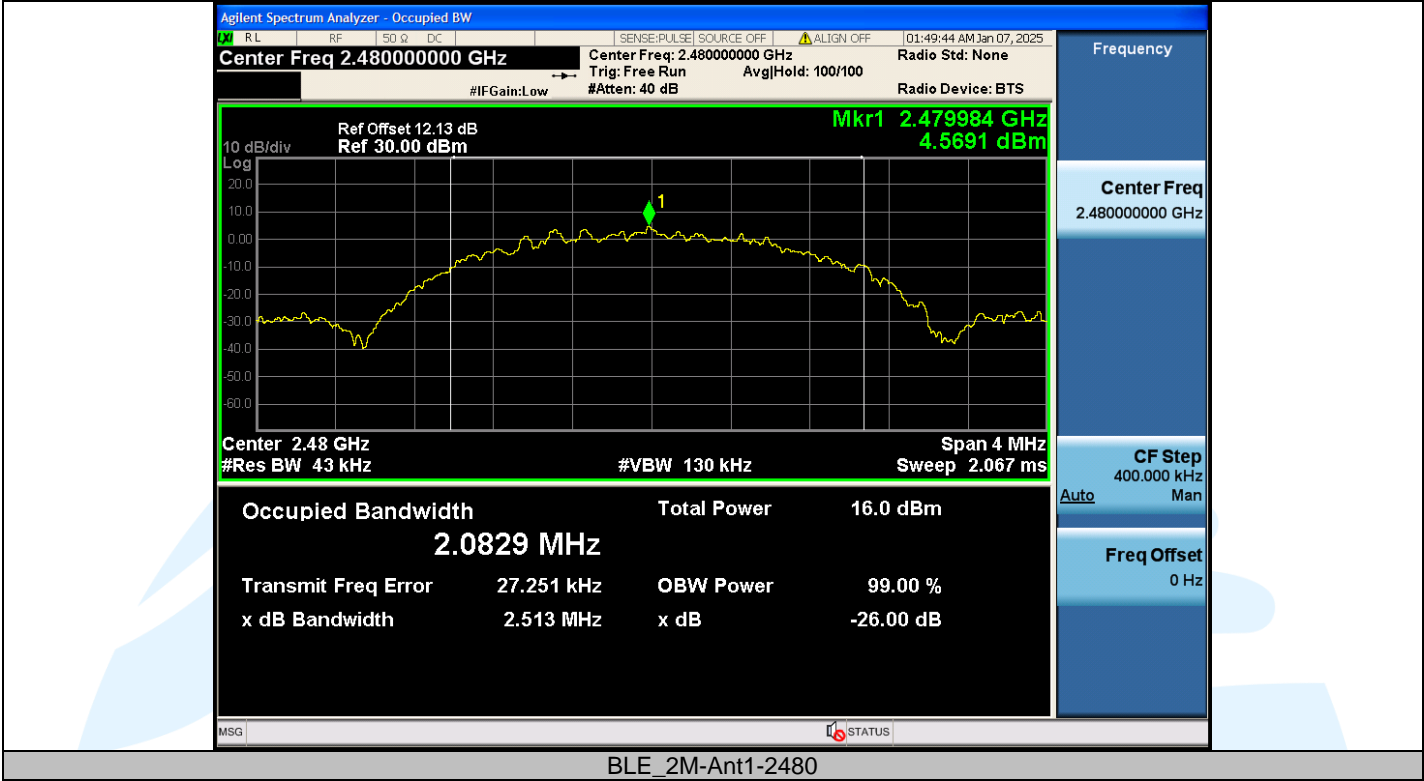 Agilent Spectrum Analyzer - Occupied BW
LXI RL RF 50 Ω DC SENSE:PULSE SOURCE OFF ALIGN OFF 01:49:44 AM Jan 07, 2025
Center Freq 2.480000000 GHz
Center Freq: 2.480000000 GHz Radio Std: None
Trig: Free Run Avg|Hold: 100/100
#IFGain:Low #Atten: 40 dB Radio Device: BTS
Mkr1 2.479984 GHz
4.5691 dBm
Ref Offset 12.13 dB
10 dB/div Ref 30.00 dBm
Log
20.0
1
10.0
0.00
-10.0
-20.0
-30.0
-40.0
-50.0
-60.0
Center 2.48 GHz Span 4 MHz
#Res BW 43 kHz #VBW 130 kHz Sweep 2.067 ms
Occupied Bandwidth Total Power 16.0 dBm
2.0829 MHz
Transmit Freq Error 27.251 kHz OBW Power 99.00 %
x dB Bandwidth 2.513 MHz x dB -26.00 dB
Frequency
Center Freq
2.480000000 GHz
CF Step
400.000 kHz
Auto Man
Freq Offset
0 Hz
MSG STATUS
BLE_2M-Ant1-2480